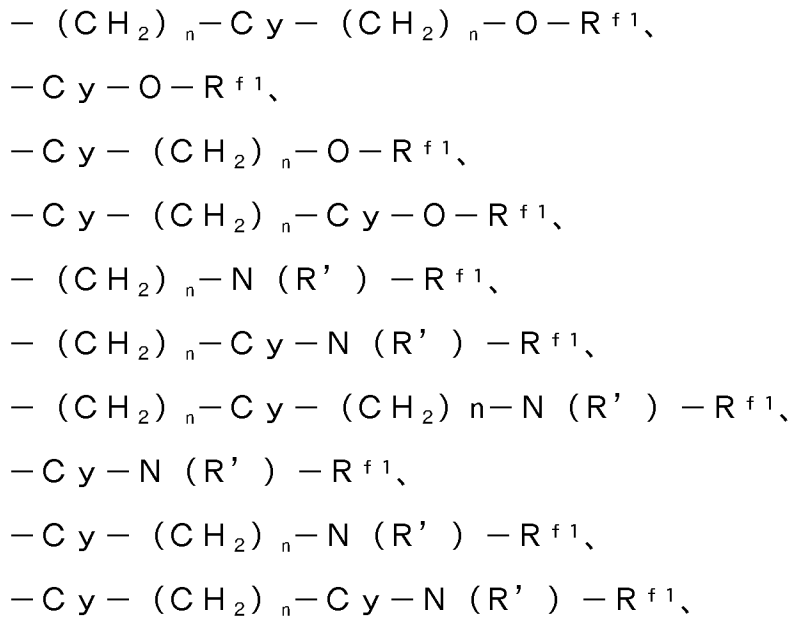 －（ＣＨ₂）ₙ－Ｃｙ－（ＣＨ₂）ₙ－Ｏ－Ｒᶠ¹、
－Ｃｙ－Ｏ－Ｒᶠ¹、
－Ｃｙ－（ＣＨ₂）ₙ－Ｏ－Ｒᶠ¹、
－Ｃｙ－（ＣＨ₂）ₙ－Ｃｙ－Ｏ－Ｒᶠ¹、
－（ＣＨ₂）ₙ－Ｎ（Ｒ’）－Ｒᶠ¹、
－（ＣＨ₂）ₙ－Ｃｙ－Ｎ（Ｒ’）－Ｒᶠ¹、
－（ＣＨ₂）ₙ－Ｃｙ－（ＣＨ₂）ｎ－Ｎ（Ｒ’）－Ｒᶠ¹、
－Ｃｙ－Ｎ（Ｒ’）－Ｒᶠ¹、
－Ｃｙ－（ＣＨ₂）ₙ－Ｎ（Ｒ’）－Ｒᶠ¹、
－Ｃｙ－（ＣＨ₂）ₙ－Ｃｙ－Ｎ（Ｒ’）－Ｒᶠ¹、